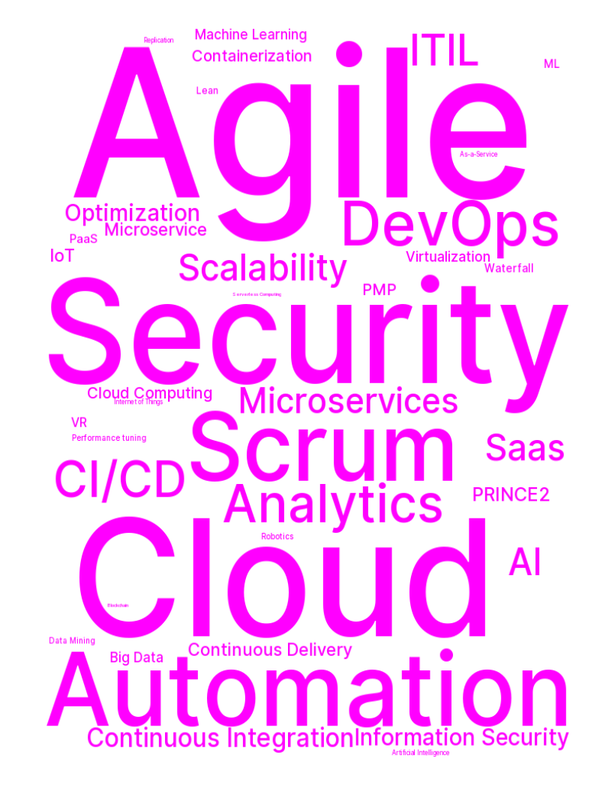 Replication
Machine Learning
ITIL
Containerization
ML
Agile
Lean
As-a-Service
Optimization
DevOps
Microservice
PaaS
IoT
Virtualization
Scalability
Waterfall
PMP
Serverless Computing
Security
Cloud Computing
Internet of Things
Microservices
VR
Scrum
Performance tuning
Saas
CI/CD
PRINCE2
Analytics
Robotics
Cloud
AI
Blockchain
Data Mining
Big Data
Continuous Delivery
Automation
Continuous Integration
Information Security
Artificial Intelligence